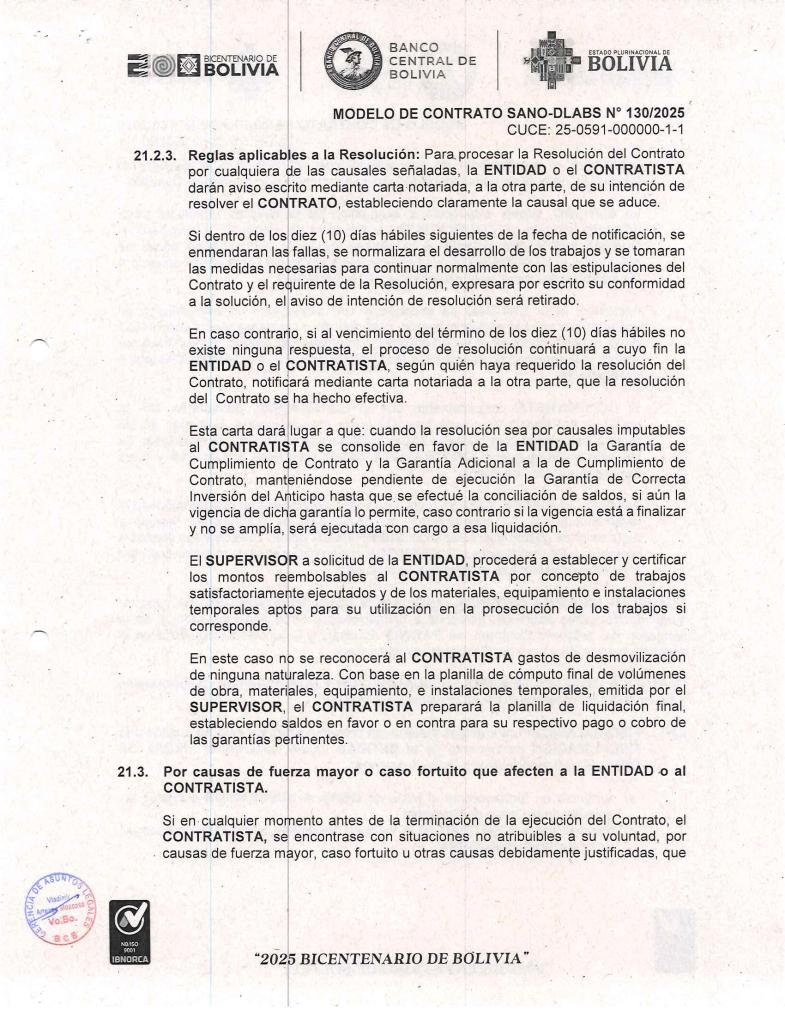 BICENTENARIO DE
BOLIVIA
BANCO CENTRAL DE BOLIVIA
BANCO
CENTRAL DE
BOLIVIA
ESTADO PLURINACIONAL DE
BOLIVIA
MODELO DE CONTRATO SANO-DLABS N° 130/2025
CUCE: 25-0591-000000-1-1
21.2.3. Reglas aplicables a la Resolución: Para procesar la Resolución del Contrato
por cualquiera de las causales señaladas, la ENTIDAD o el CONTRATISTA
darán aviso escrito mediante carta notariada, a la otra parte, de su intención de
resolver el CONTRATO, estableciendo claramente la causal que se aduce.
Si dentro de los diez (10) días hábiles siguientes de la fecha de notificación, se
enmendaran las fallas, se normalizara el desarrollo de los trabajos y se tomaran
las medidas necesarias para continuar normalmente con las estipulaciones del
Contrato y el requirente de la Resolución, expresara por escrito su conformidad
a la solución, el aviso de intención de resolución será retirado.
En caso contrario, si al vencimiento del término de los diez (10) días hábiles no
existe ninguna respuesta, el proceso de resolución continuará a cuyo fin la
ENTIDAD o el CONTRATISTA, según quién haya requerido la resolución del
Contrato, notificará mediante carta notariada a la otra parte, que la resolución
del Contrato se ha hecho efectiva.
Esta carta dará lugar a que: cuando la resolución sea por causales imputables
al CONTRATISTA se consolide en favor de la ENTIDAD la Garantía de
Cumplimiento de Contrato y la Garantía Adicional a la de Cumplimiento de
Contrato, manteniéndose pendiente de ejecución la Garantía de Correcta
Inversión del Anticipo hasta que se efectué la conciliación de saldos, si aún la
vigencia de dicha garantía lo permite, caso contrario si la vigencia está a finalizar
y no se amplía, será ejecutada con cargo a esa liquidación.
El SUPERVISOR a solicitud de la ENTIDAD, procederá a establecer y certificar
los montos reembolsables al CONTRATISTA por concepto de trabajos
satisfactoriamente ejecutados y de los materiales, equipamiento e instalaciones
temporales aptos para su utilización en la prosecución de los trabajos si
corresponde.
En este caso no se reconocerá al CONTRATISTA gastos de desmovilización
de ninguna naturaleza. Con base en la planilla de cómputo final de volúmenes
de obra, materiales, equipamiento, e instalaciones temporales, emitida por el
SUPERVISOR, el CONTRATISTA preparará la planilla de liquidación final,
estableciendo saldos en favor o en contra para su respectivo pago o cobro de
las garantías pertinentes.
21.3. Por causas de fuerza mayor o caso fortuito que afecten a la ENTIDAD o al
CONTRATISTA.
Si en cualquier momento antes de la terminación de la ejecución del Contrato, el
CONTRATISTA, se encontrase con situaciones no atribuibles a su voluntad, por
causas de fuerza mayor, caso fortuito u otras causas debidamente justificadas, que
GERENCIA DE ASUNTOS LEGALES
Vo.Bo.
B C B
NB/ISO
9001
IBNORCA
"2025 BICENTENARIO DE BOLIVIA"